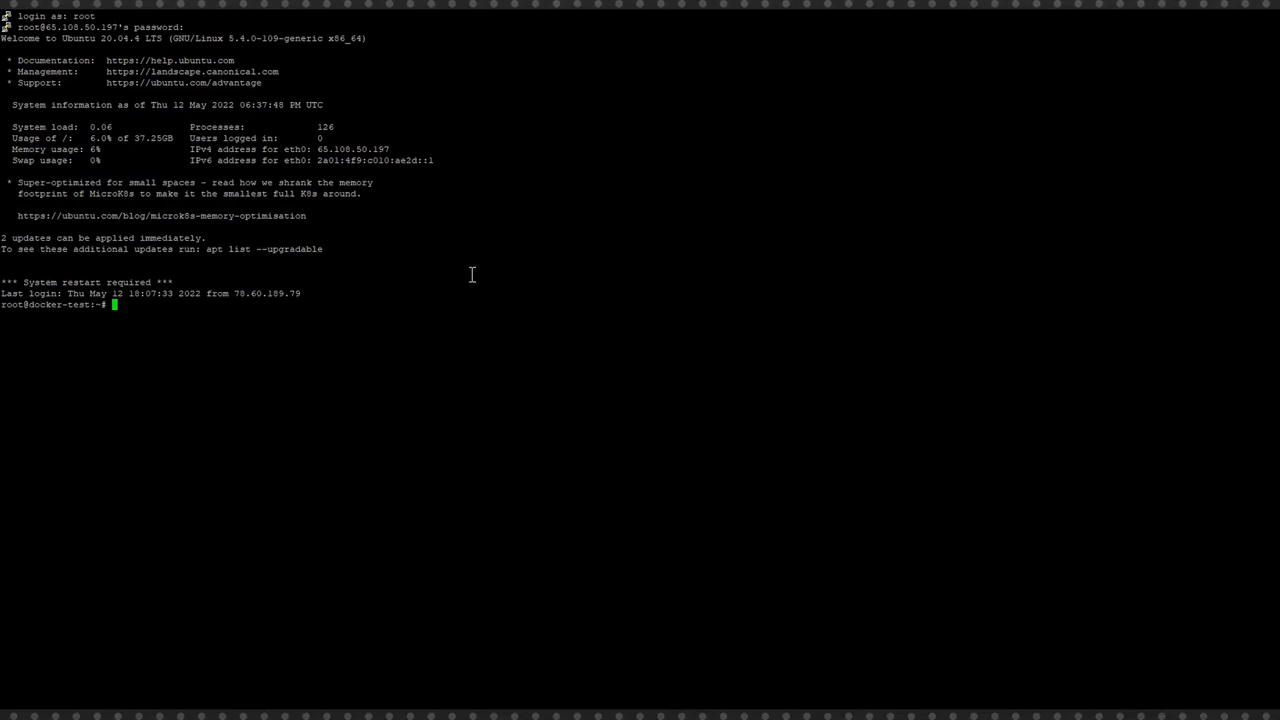 login as: root
root@65.108.50.197's password:
Welcome to Ubuntu 20.04.4 LTS (GNU/Linux 5.4.0-109-generic x86_64)
* Documentation:  https://help.ubuntu.com
* Management:     https://landscape.canonical.com
* Support:        https://ubuntu.com/advantage
System information as of Thu 12 May 2022 06:37:48 PM UTC
System load:  0.06              Processes:             126
Usage of /:   6.0% of 37.25GB   Users logged in:       0
Memory usage: 6%                IPv4 address for eth0: 65.108.50.197
Swap usage:   0%                IPv6 address for eth0: 2a01:4f9:c010:ae2d::1
* Super-optimized for small spaces - read how we shrank the memory
footprint of MicroK8s to make it the smallest full K8s around.
https://ubuntu.com/blog/microk8s-memory-optimisation
2 updates can be applied immediately.
To see these additional updates run: apt list --upgradable
*** System restart required ***
Last login: Thu May 12 18:07:33 2022 from 78.60.189.79
root@docker-test:~#